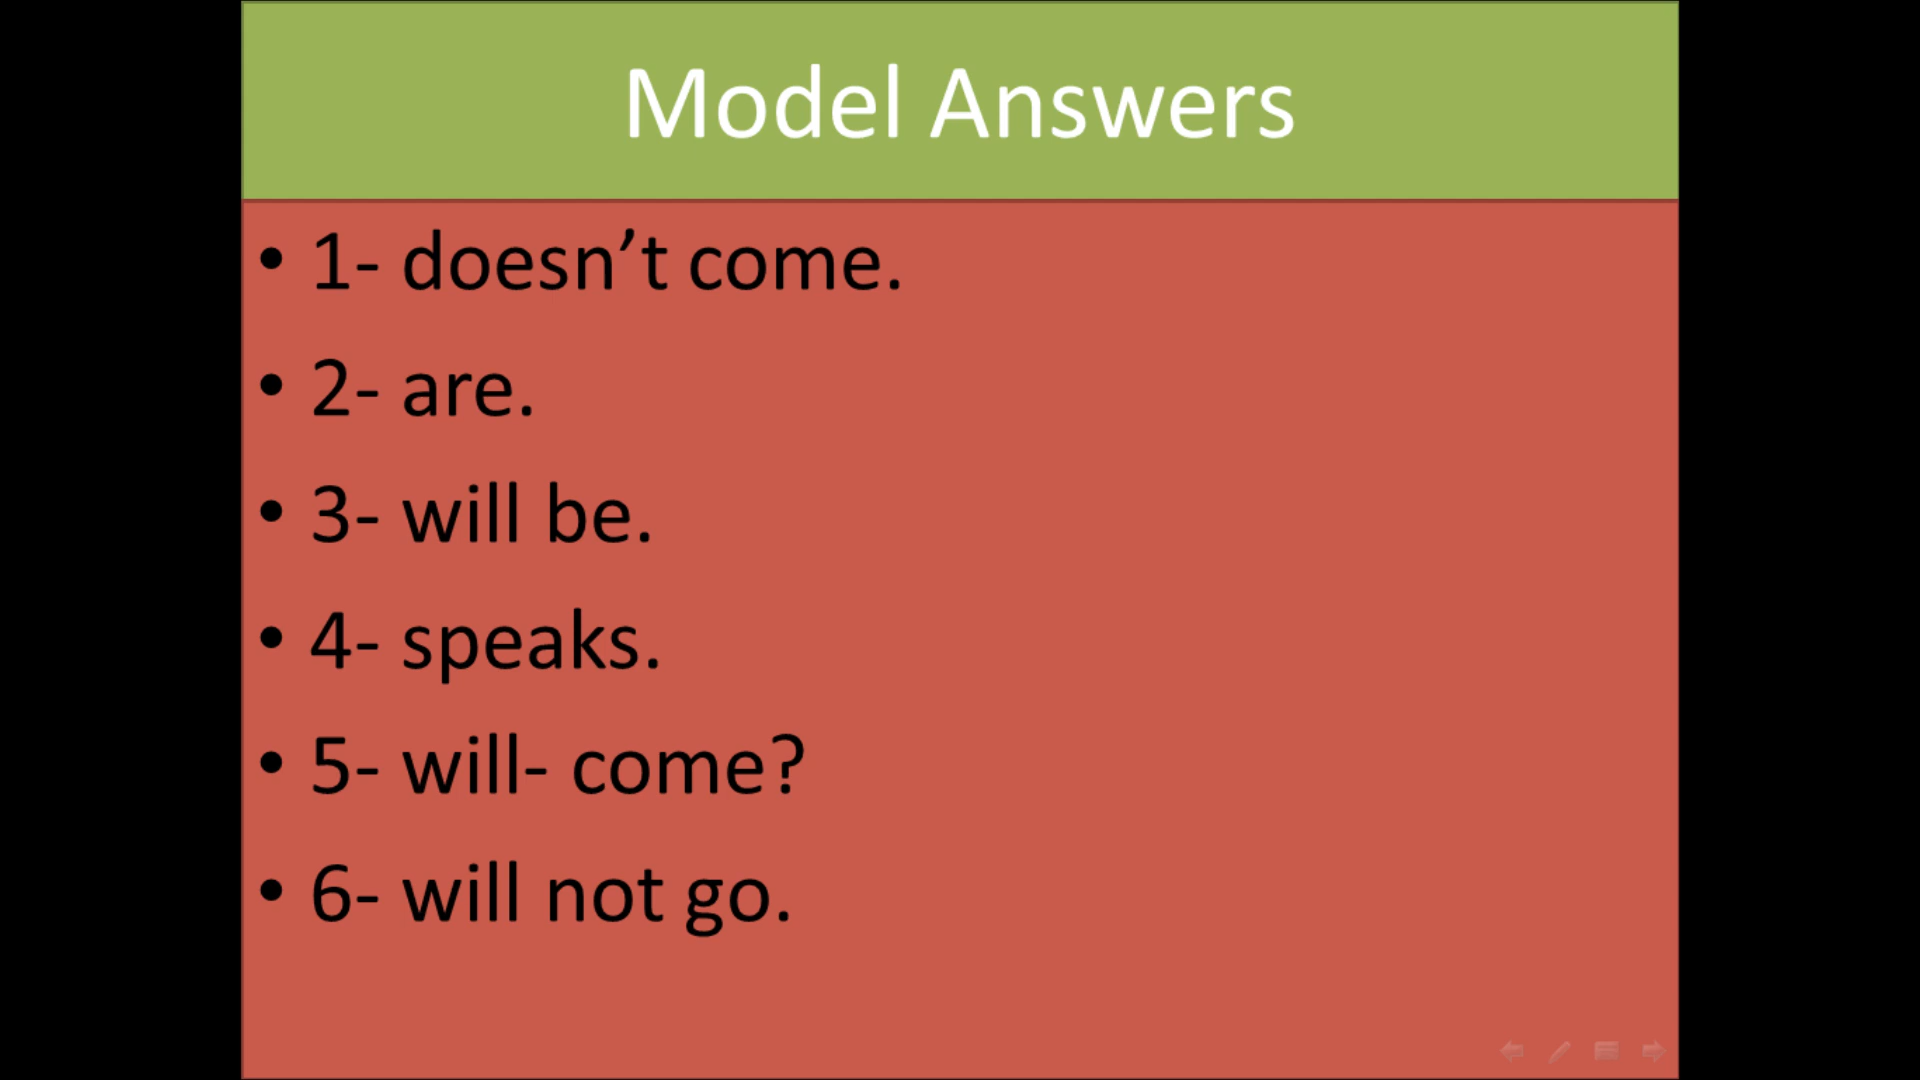 Model Answers
• 1- doesn’t come.
• 2- are.
• 3- will be.
• 4- speaks.
• 5- will- come?
• 6- will not go.